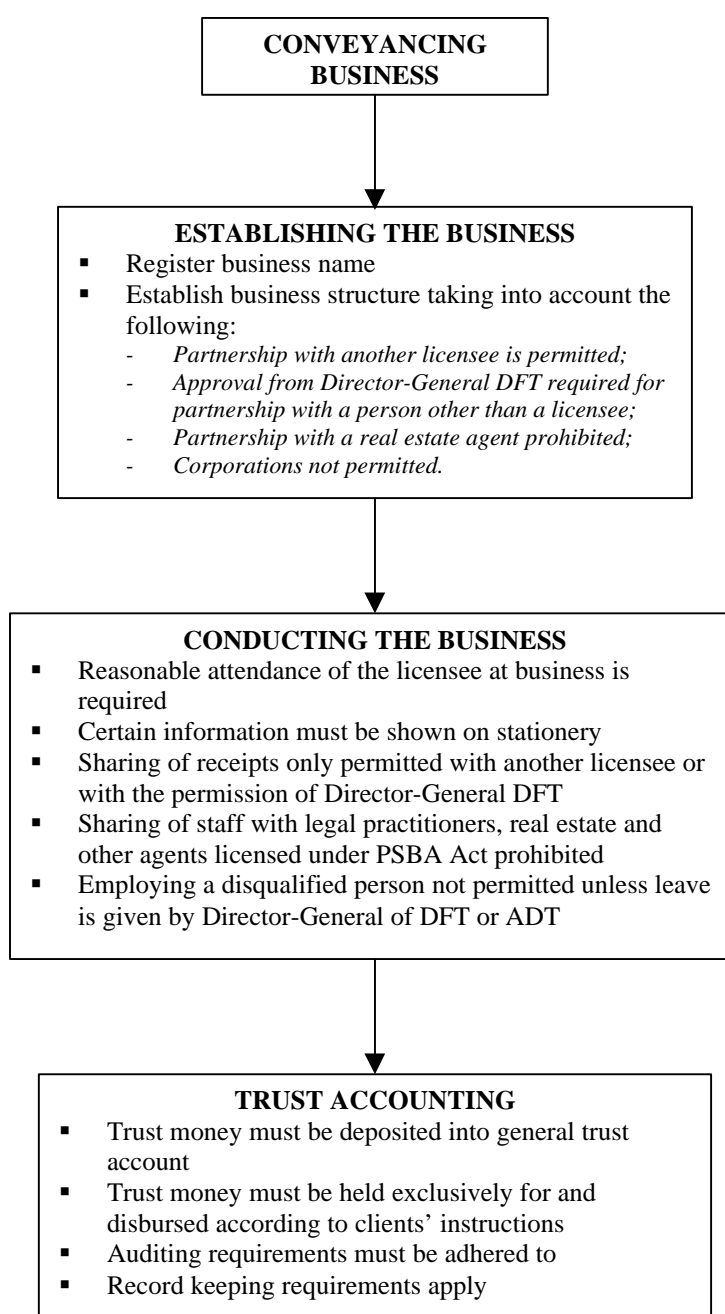 CONVEYANCING
BUSINESS
ESTABLISHING THE BUSINESS
▪ Register business name
▪ Establish business structure taking into account the
following:
- Partnership with another licensee is permitted;
- Approval from Director-General DFT required for
partnership with a person other than a licensee;
- Partnership with a real estate agent prohibited;
- Corporations not permitted.
CONDUCTING THE BUSINESS
▪ Reasonable attendance of the licensee at business is
required
▪ Certain information must be shown on stationery
▪ Sharing of receipts only permitted with another licensee or
with the permission of Director-General DFT
▪ Sharing of staff with legal practitioners, real estate and
other agents licensed under PSBA Act prohibited
▪ Employing a disqualified person not permitted unless leave
is given by Director-General of DFT or ADT
TRUST ACCOUNTING
▪ Trust money must be deposited into general trust
account
▪ Trust money must be held exclusively for and
disbursed according to clients’ instructions
▪ Auditing requirements must be adhered to
▪ Record keeping requirements apply